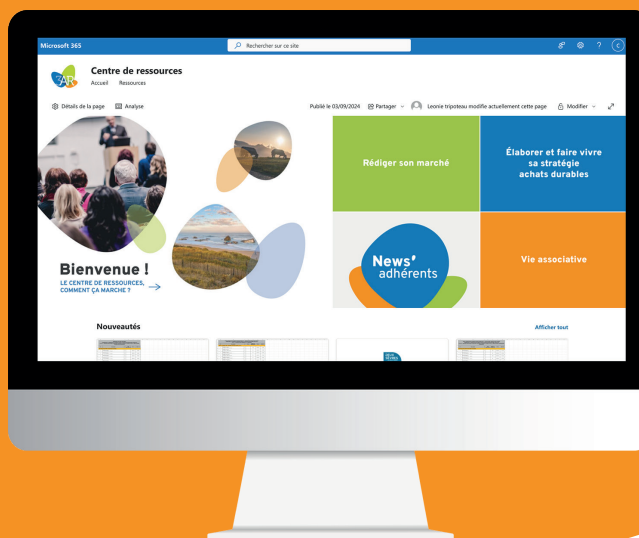 Microsoft 365
Rechercher sur ce site
?
C
3AR
Centre de ressources
Accueil Ressources
Détails de la page Analyse
Publié le 03/09/2024 Partager Leonie tripoteau modifie actuellement cette page Modifier
Rédiger son marché
Élaborer et faire vivre
sa stratégie
achats durables
Bienvenue !
LE CENTRE DE RESSOURCES,
COMMENT ÇA MARCHE ?
News'
adhérents
Vie associative
Nouveautés
Afficher tout